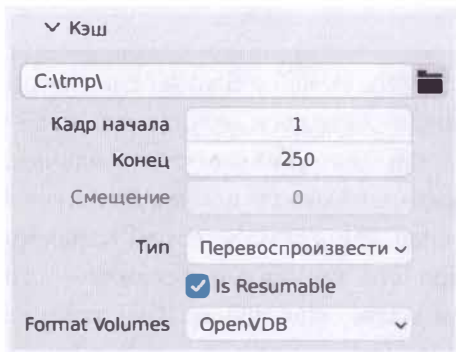 Кэш
C:\tmp\
Кадр начала 1
Конец 250
Смещение 0
Тип Перевоспроизвести
Is Resumable
Format Volumes OpenVDB